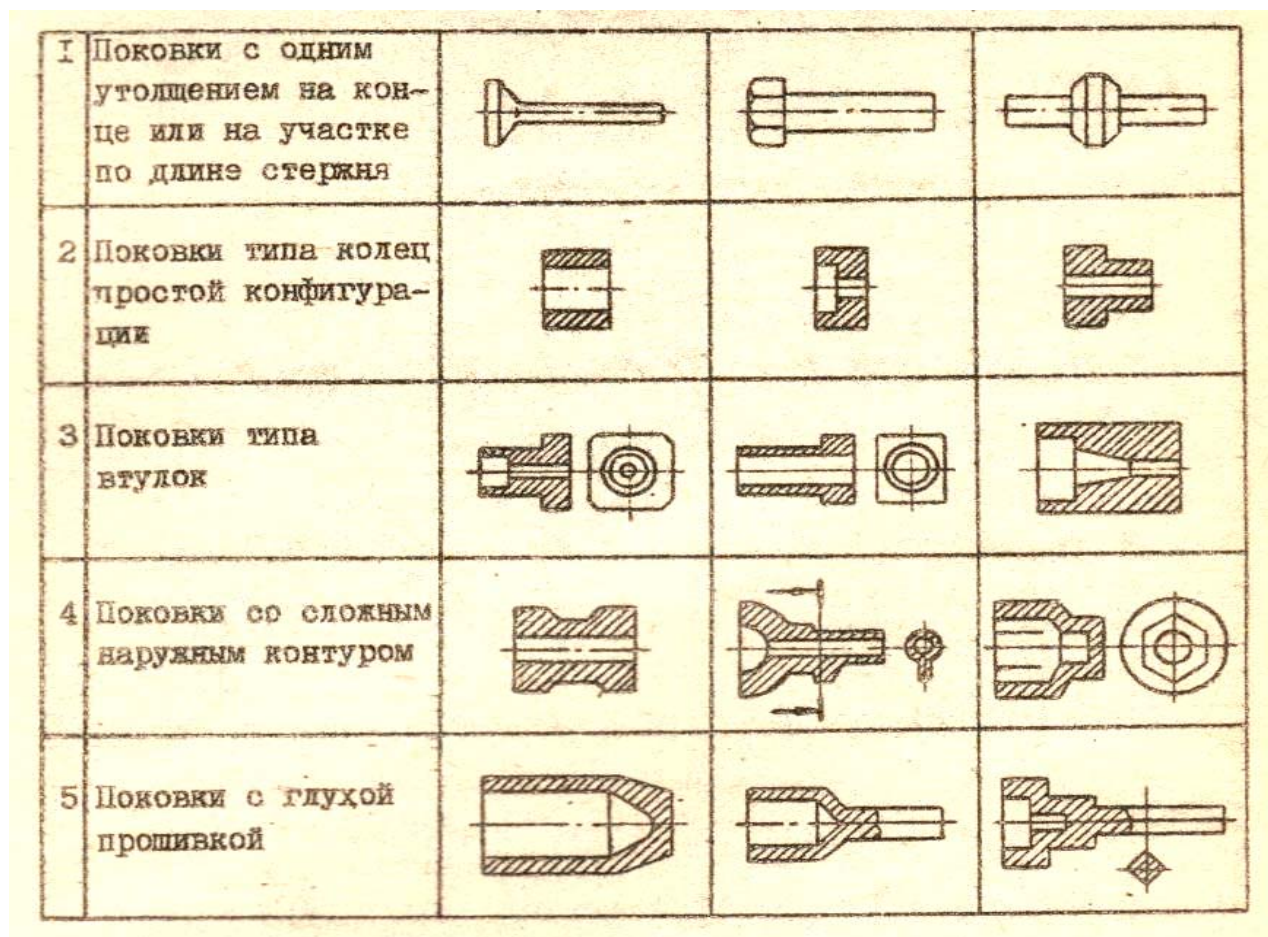 I Поковки с одним
утолщением на кон-
це или на участке
по длине стержня
2 Поковки типа колец
простой конфигура-
ции
3 Поковки типа
втулок
4 Поковки со сложным
наружным контуром
5 Поковки с глухой
прошивкой